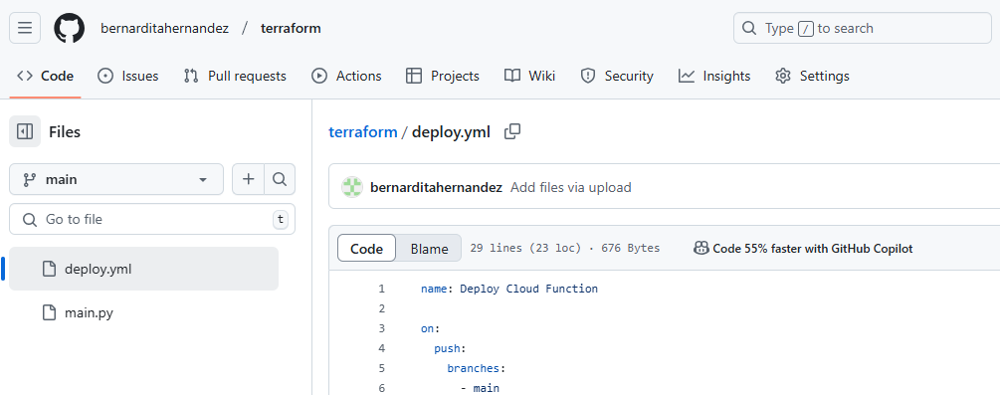 bernarditahernandez / terraform
Type / to search
Code Issues Pull requests Actions Projects Wiki Security Insights Settings
Files
main
Go to file t
deploy.yml
main.py
terraform / deploy.yml
bernarditahernandez Add files via upload
Code Blame 29 lines (23 loc) · 676 Bytes Code 55% faster with GitHub Copilot
1 name: Deploy Cloud Function
2
3 on:
4 push:
5 branches:
6 - main